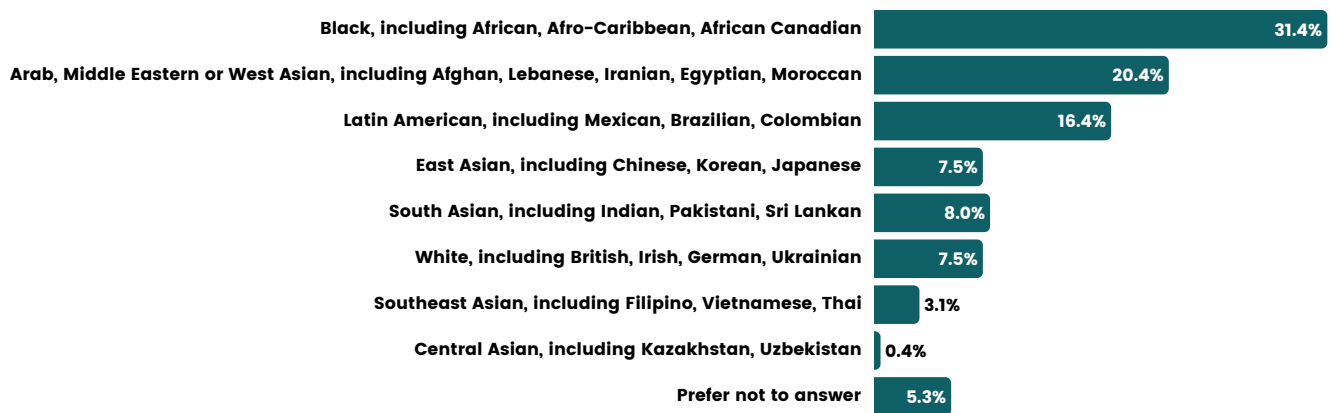 Black, including African, Afro-Caribbean, African Canadian 31.4%
Arab, Middle Eastern or West Asian, including Afghan, Lebanese, Iranian, Egyptian, Moroccan 20.4%
Latin American, including Mexican, Brazilian, Colombian 16.4%
East Asian, including Chinese, Korean, Japanese 7.5%
South Asian, including Indian, Pakistani, Sri Lankan 8.0%
White, including British, Irish, German, Ukrainian 7.5%
Southeast Asian, including Filipino, Vietnamese, Thai 3.1%
Central Asian, including Kazakhstan, Uzbekistan 0.4%
Prefer not to answer 5.3%